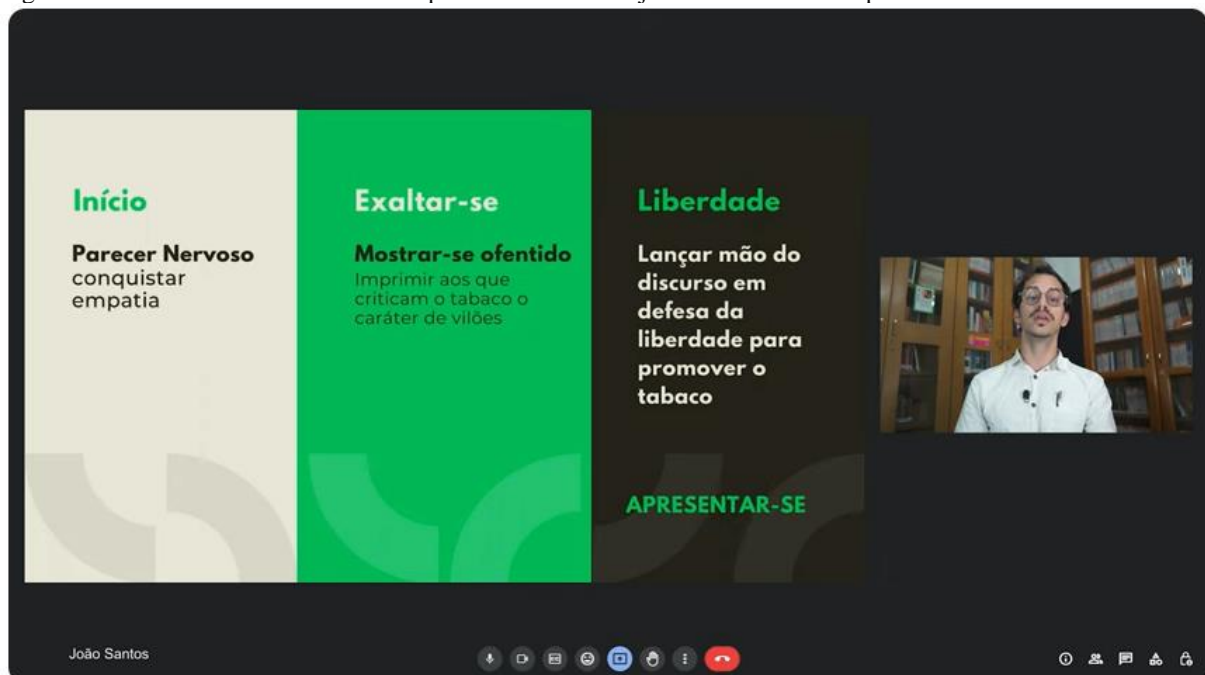 Início
Parecer Nervoso
conquistar
empatia
Exaltar-se
Mostrar-se ofentido
Imprimir aos que
criticam o tabaco o
caráter de vilões
Liberdade
Lançar mão do
discurso em
defesa da
liberdade para
promover o
tabaco
APRESENTAR-SE
João Santos